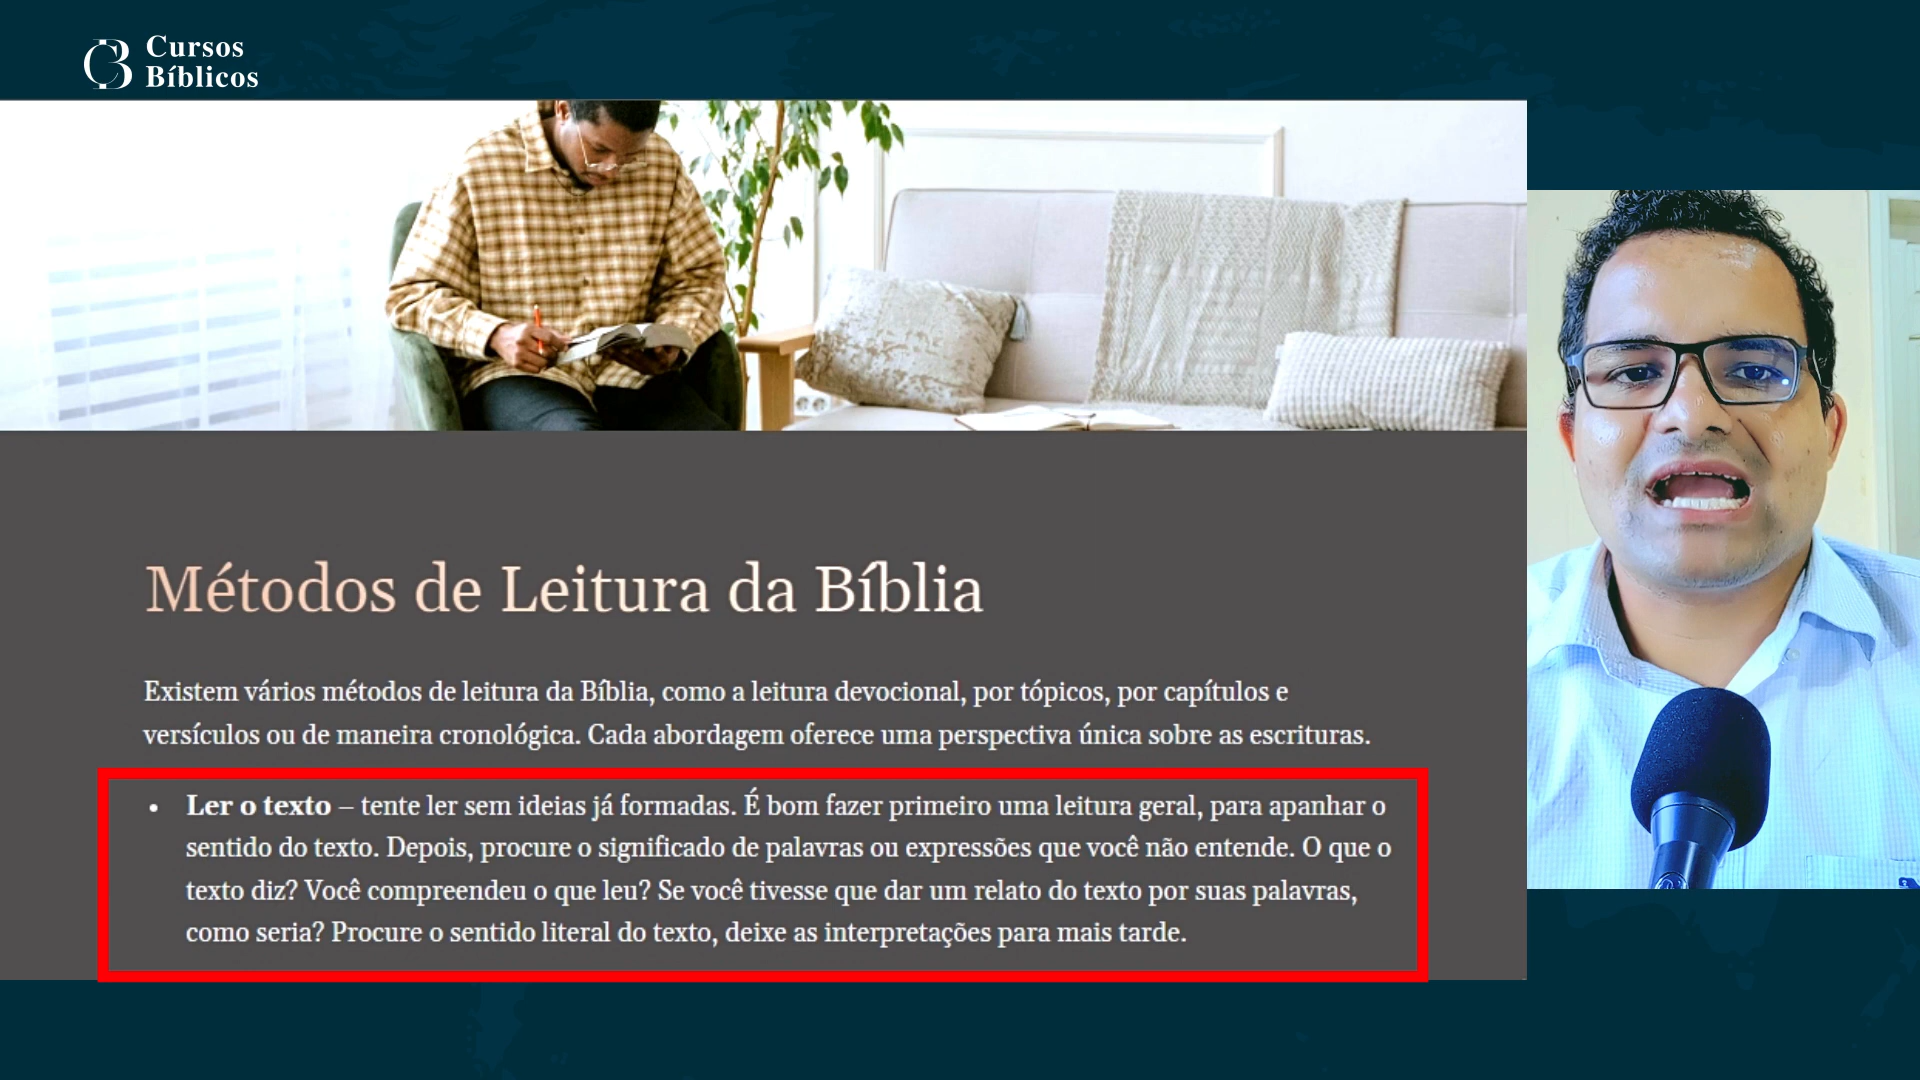 Cursos
Bíblicos
Métodos de Leitura da Bíblia
Existem vários métodos de leitura da Bíblia, como a leitura devocional, por tópicos, por capítulos e
versículos ou de maneira cronológica. Cada abordagem oferece uma perspectiva única sobre as escrituras.
• Ler o texto – tente ler sem ideias já formadas. É bom fazer primeiro uma leitura geral, para apanhar o
sentido do texto. Depois, procure o significado de palavras ou expressões que você não entende. O que o
texto diz? Você compreendeu o que leu? Se você tivesse que dar um relato do texto por suas palavras,
como seria? Procure o sentido literal do texto, deixe as interpretações para mais tarde.